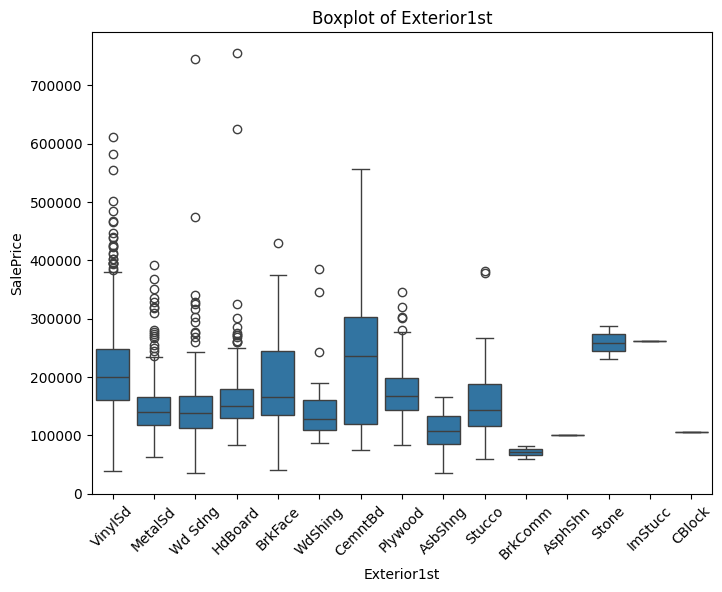 Boxplot of Exterior1st
SalePrice
700000
600000
500000
400000
300000
200000
100000
0
VinylSd
MetalSd
Wd Sdng
HdBoard
BrkFace
WdShing
CemntBd
Plywood
AsbShng
Stucco
BrkComm
AsphShn
Stone
ImStucc
CBlock
Exterior1st